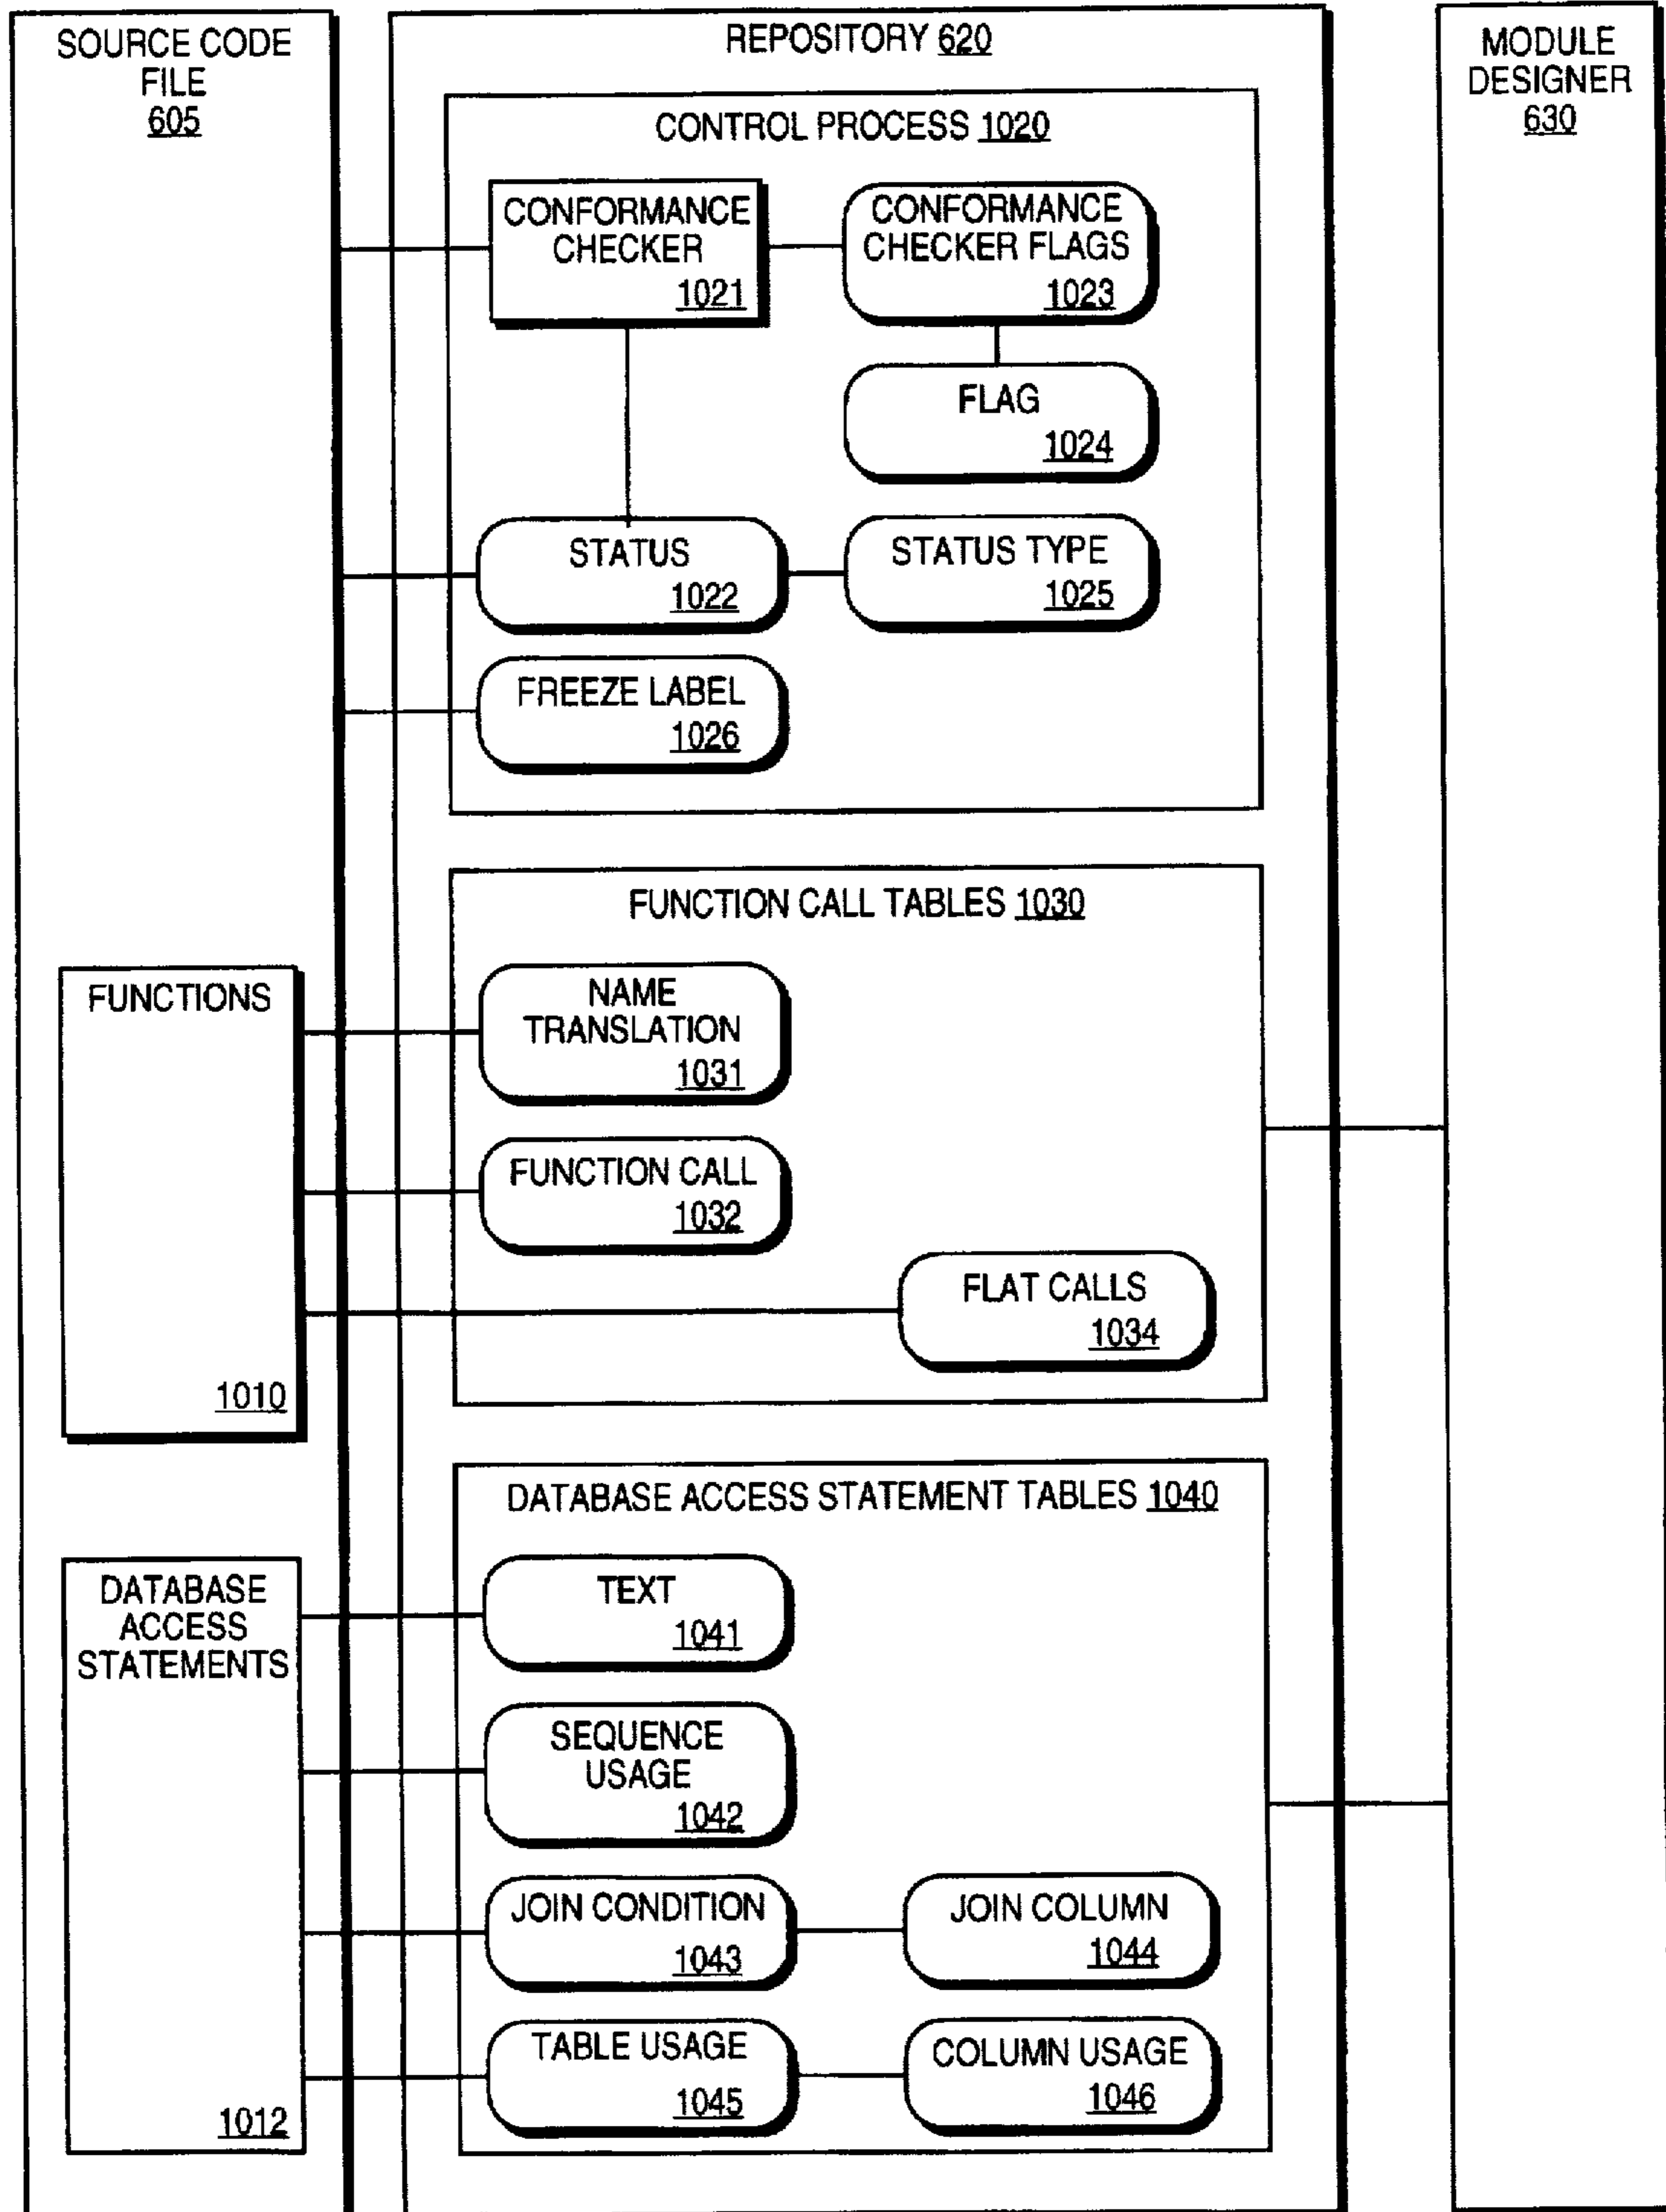 SOURCE CODE
FILE
605
FUNCTIONS
1010
DATABASE
ACCESS
STATEMENTS
1012
REPOSITORY 620
CONTROL PROCESS 1020
CONFORMANCE
CHECKER
1021
CONFORMANCE
CHECKER FLAGS
1023
FLAG
1024
STATUS
1022
STATUS TYPE
1025
FREEZE LABEL
1026
FUNCTION CALL TABLES 1030
NAME
TRANSLATION
1031
FUNCTION CALL
1032
FLAT CALLS
1034
DATABASE ACCESS STATEMENT TABLES 1040
TEXT
1041
SEQUENCE
USAGE
1042
JOIN CONDITION
1043
JOIN COLUMN
1044
TABLE USAGE
1045
COLUMN USAGE
1046
MODULE
DESIGNER
630